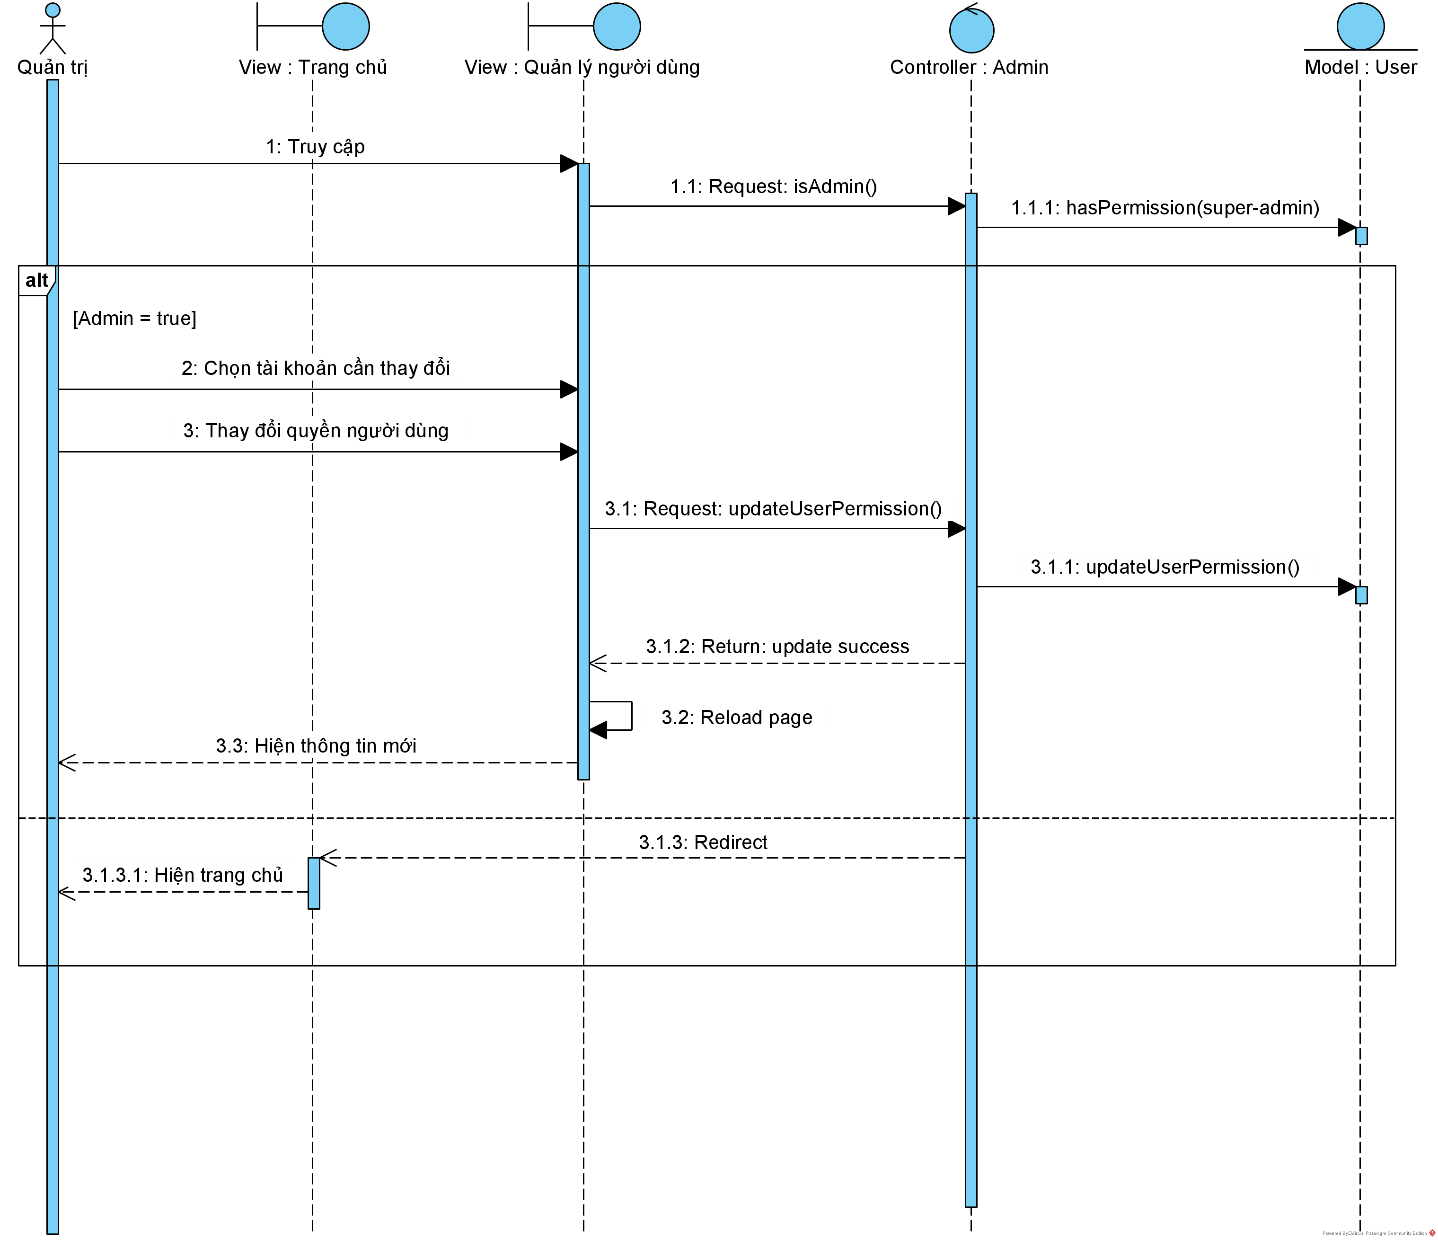 Quản trị
View : Trang chủ
View : Quản lý người dùng
Controller : Admin
Model : User
1: Truy cập
1.1: Request: isAdmin()
1.1.1: hasPermission(super-admin)
alt
[Admin = true]
2: Chọn tài khoản cần thay đổi
3: Thay đổi quyền người dùng
3.1: Request: updateUserPermission()
3.1.1: updateUserPermission()
3.1.2: Return: update success
3.2: Reload page
3.3: Hiện thông tin mới
3.1.3: Redirect
3.1.3.1: Hiện trang chủ
Visual Paradigm Community Edition